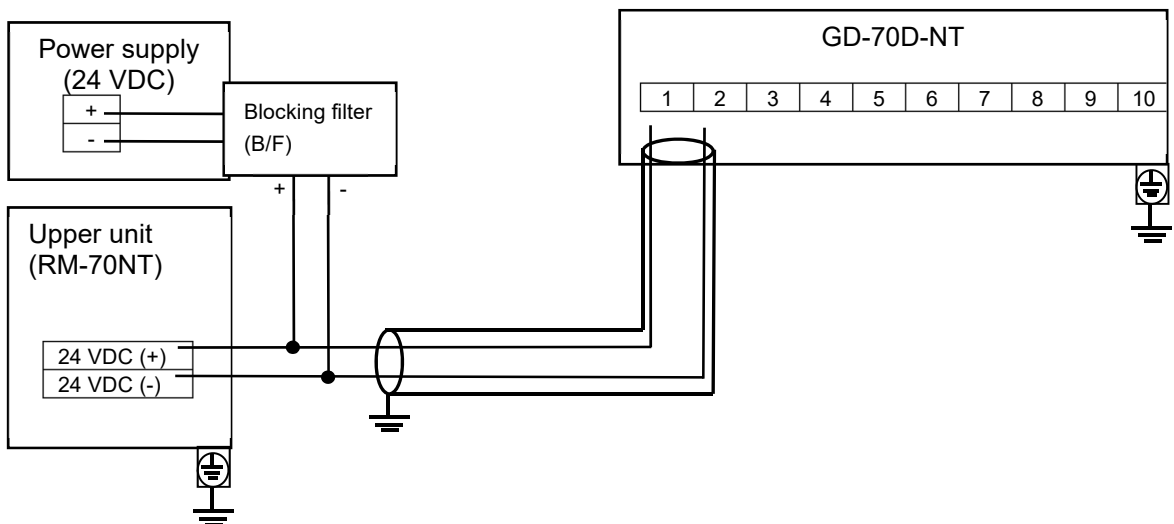 Power supply
(24 VDC)
+
-
Blocking filter
(B/F)
+ -
GD-70D-NT
1 2 3 4 5 6 7 8 9 10
Upper unit
(RM-70NT)
24 VDC (+)
24 VDC (-)